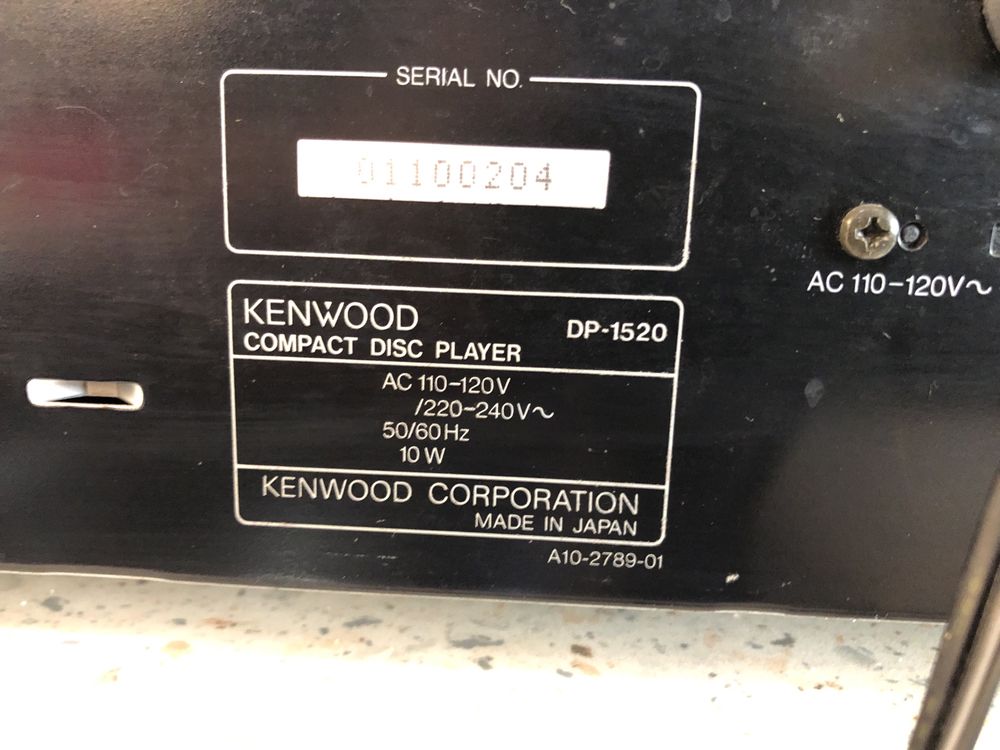 SERIAL NO.
01100204
AC 110-120V~
KENWOOD DP-1520
COMPACT DISC PLAYER
AC 110-120V
/220-240V~
50/60Hz
10W
KENWOOD CORPORATION
MADE IN JAPAN
A10-2789-01